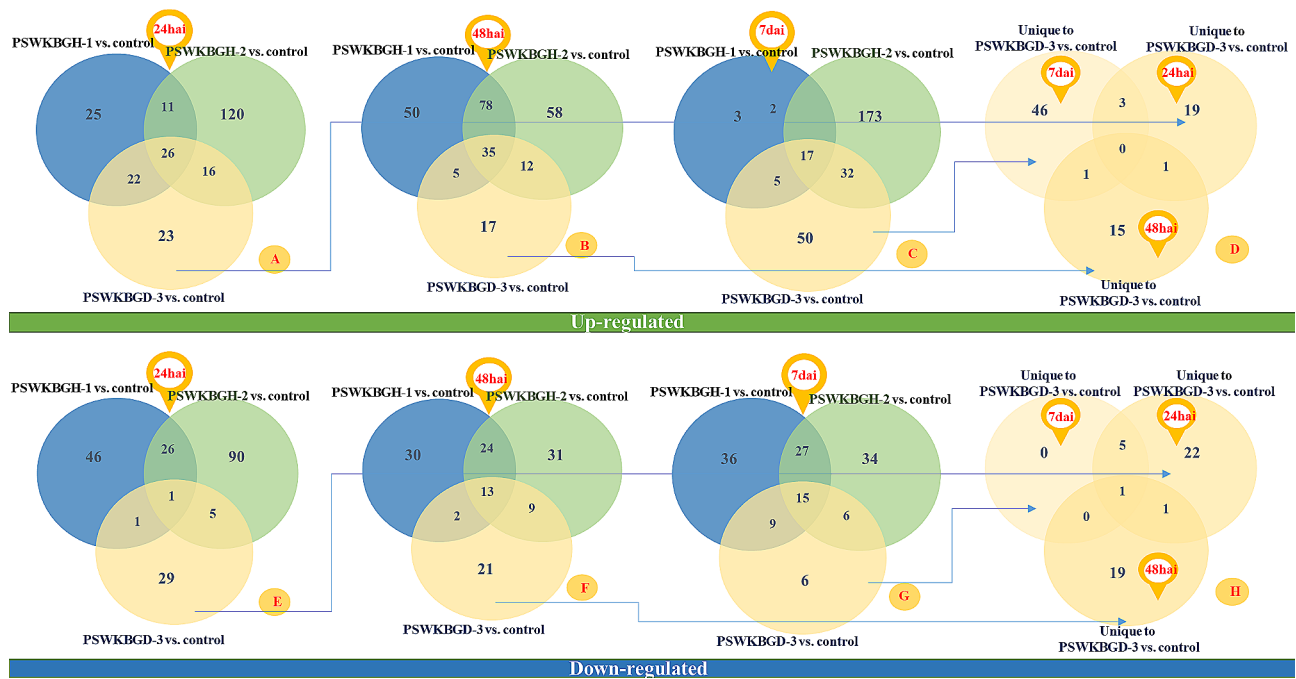 24hai
PSWKBGH-1 vs. control
PSWKBGH-2 vs. control
25
11
120
26
22
16
23
A
PSWKBGD-3 vs. control
48hai
PSWKBGH-1 vs. control
PSWKBGH-2 vs. control
50
78
58
35
5
12
17
B
PSWKBGD-3 vs. control
7dai
PSWKBGH-1 vs. control
PSWKBGH-2 vs. control
3
2
173
17
5
32
50
C
PSWKBGD-3 vs. control
Unique to
PSWKBGD-3 vs. control
Unique to
PSWKBGD-3 vs. control
7dai
24hai
46
3
19
0
1
1
15
48hai
D
Unique to
PSWKBGD-3 vs. control
Up-regulated
24hai
PSWKBGH-1 vs. control
PSWKBGH-2 vs. control
46
26
90
1
1
5
29
E
PSWKBGD-3 vs. control
48hai
PSWKBGH-1 vs. control
PSWKBGH-2 vs. control
30
24
31
13
2
9
21
F
PSWKBGD-3 vs. control
7dai
PSWKBGH-1 vs. control
PSWKBGH-2 vs. control
36
27
34
15
9
6
6
G
PSWKBGD-3 vs. control
Unique to
PSWKBGD-3 vs. control
Unique to
PSWKBGD-3 vs. control
7dai
24hai
0
5
22
1
0
1
19
48hai
H
Unique to
PSWKBGD-3 vs. control
Down-regulated